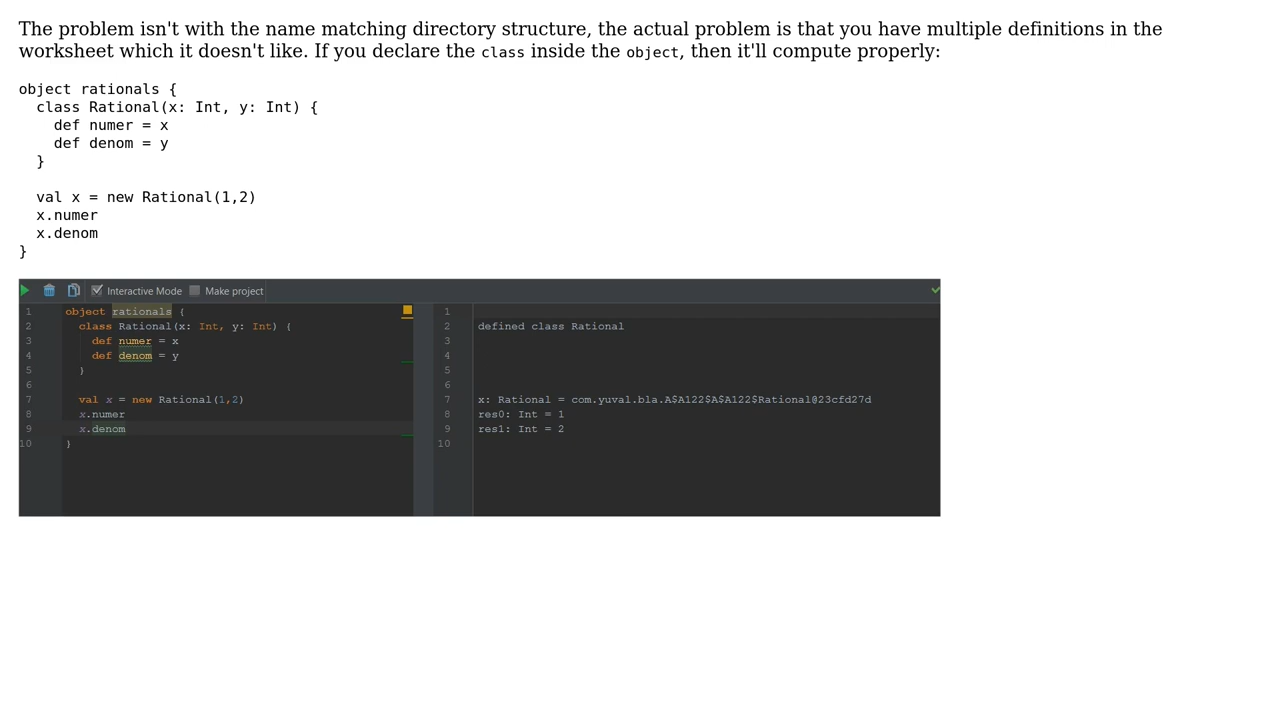 The problem isn't with the name matching directory structure, the actual problem is that you have multiple definitions in the
worksheet which it doesn't like. If you declare the class inside the object, then it'll compute properly:
object rationals {
  class Rational(x: Int, y: Int) {
    def numer = x
    def denom = y
  }
  val x = new Rational(1,2)
  x.numer
  x.denom
}
Interactive Mode Make project
1 object rationals {
2   class Rational(x: Int, y: Int) {
3     def numer = x
4     def denom = y
5   }
6
7   val x = new Rational(1,2)
8   x.numer
9   x.denom
10 }
1
2 defined class Rational
3
4
5
6
7 x: Rational = com.yuval.bla.A$A122$A$A122$Rational@23cfd27d
8 res0: Int = 1
9 res1: Int = 2
10